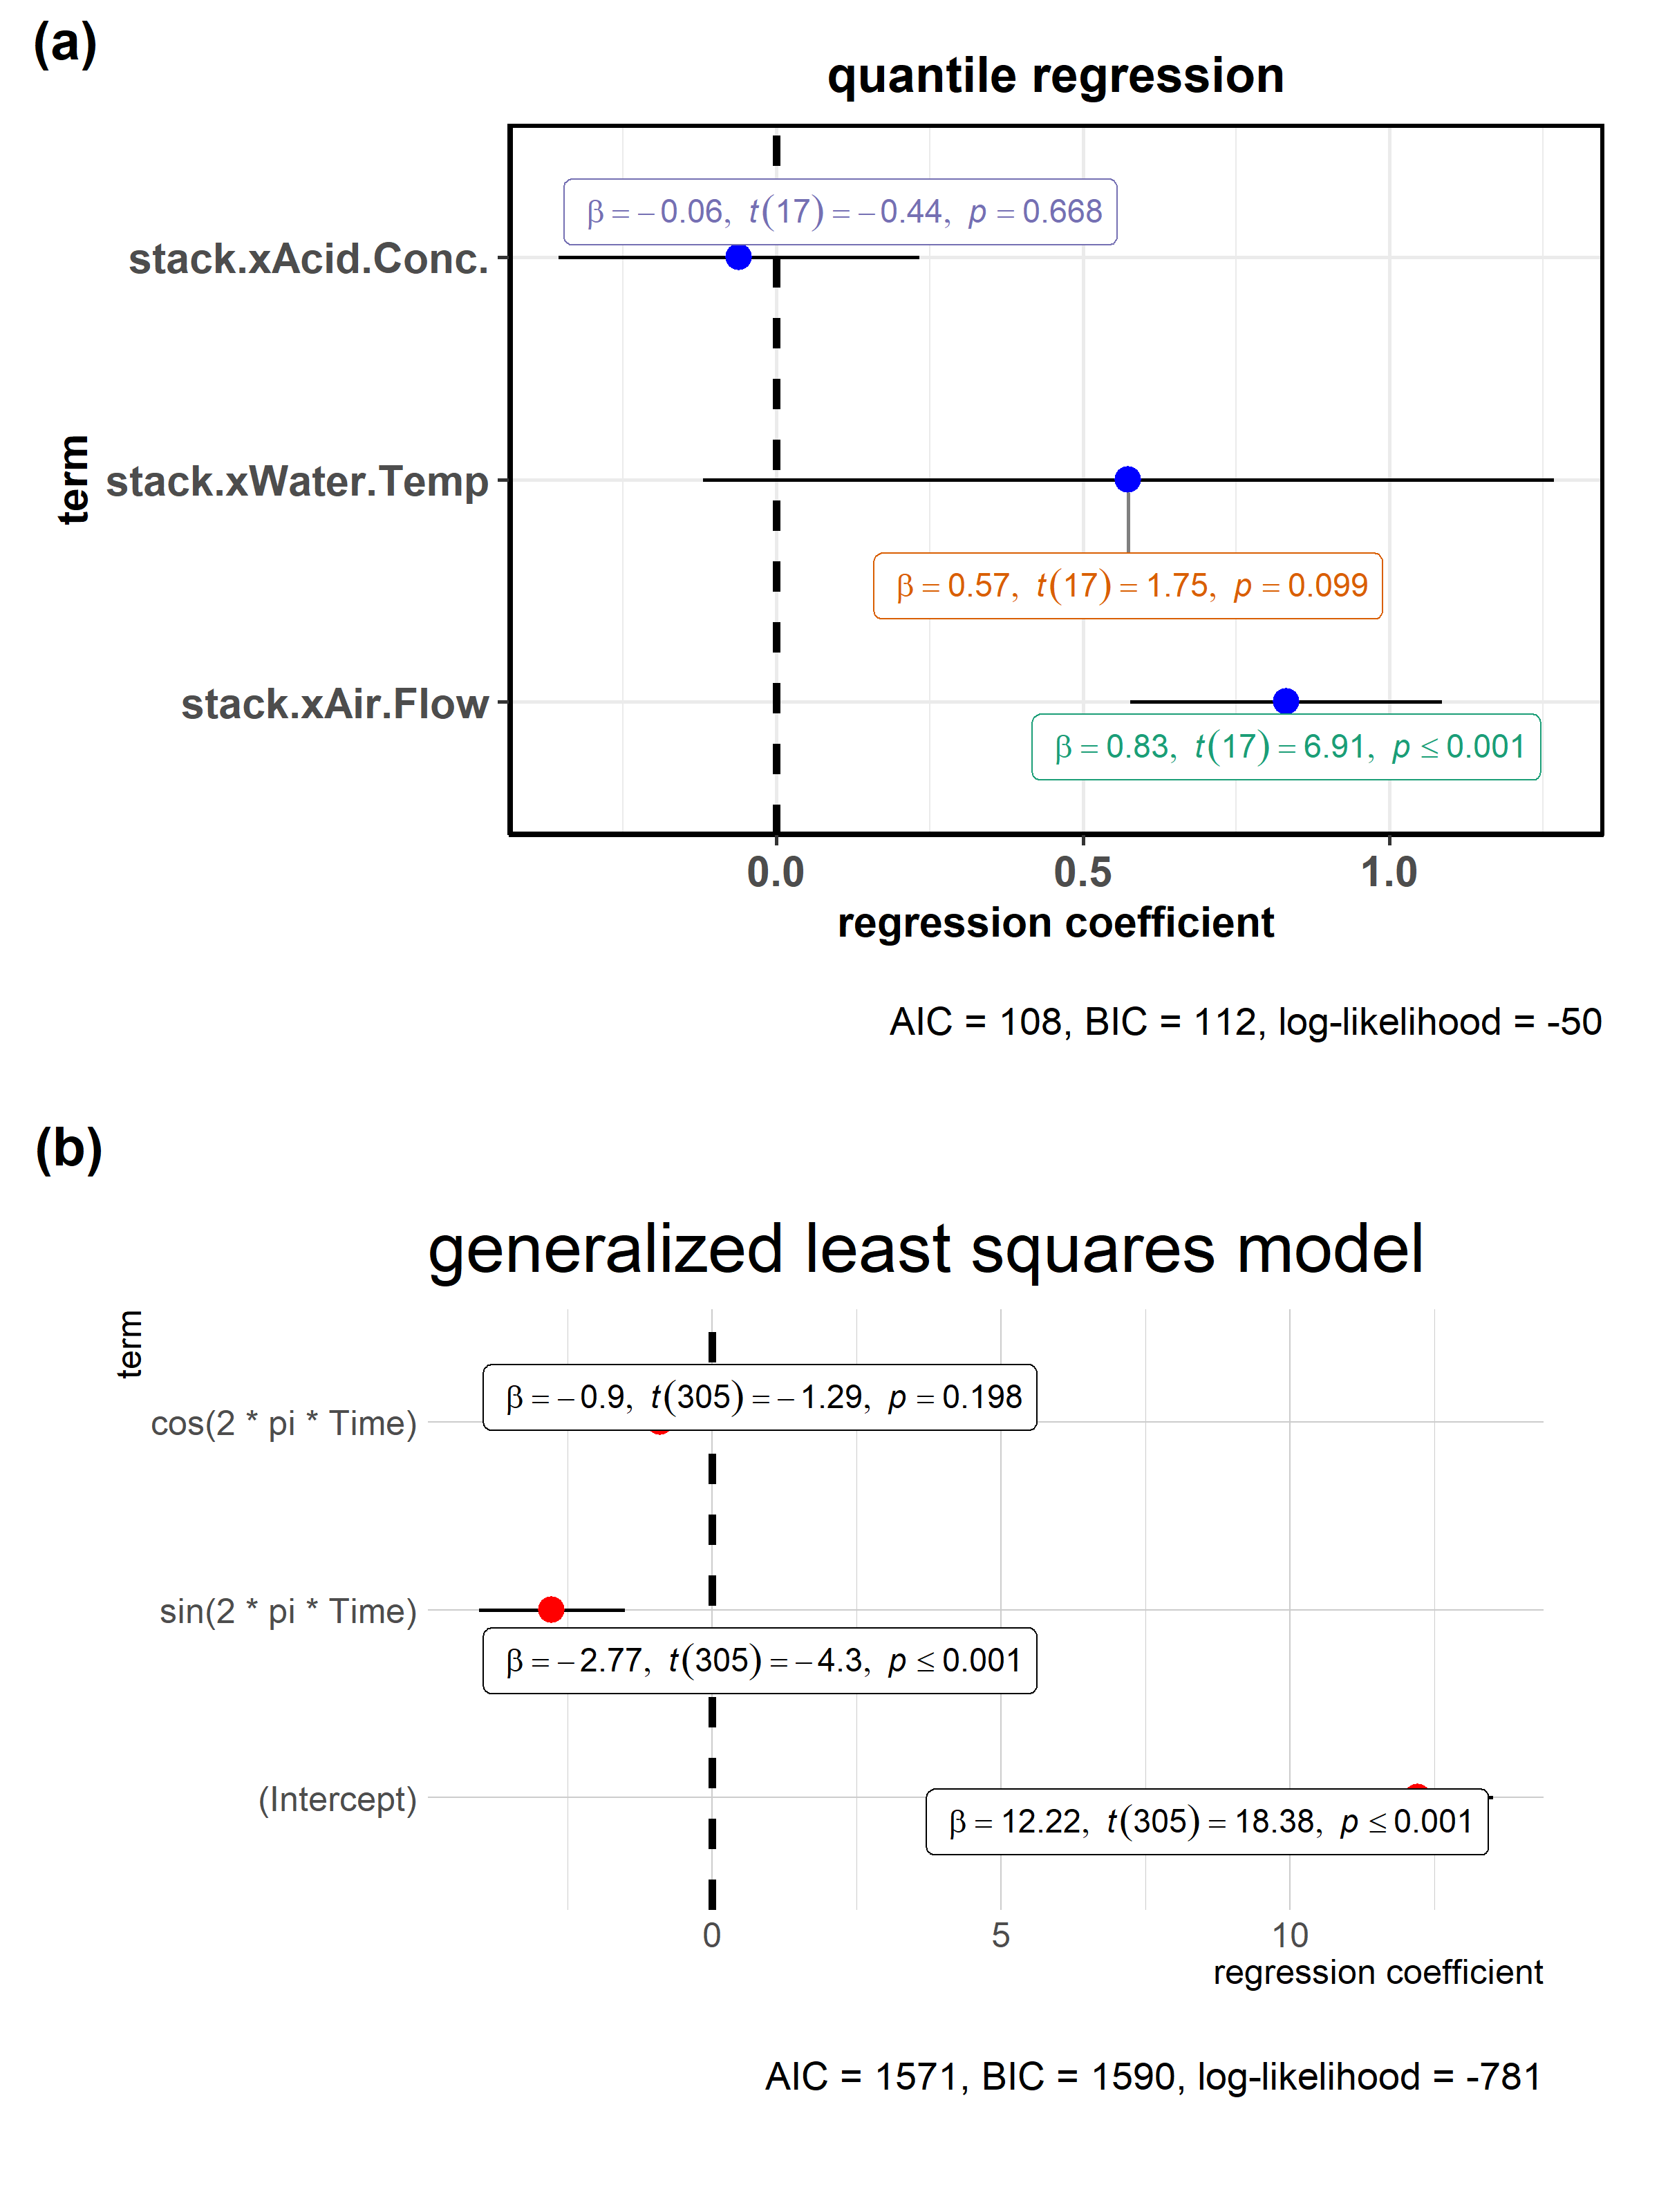 (a)
quantile regression
β = −0.06, t(17) = −0.44, p = 0.668
stack.xAcid.Conc.
term
stack.xWater.Temp
β = 0.57, t(17) = 1.75, p = 0.099
stack.xAir.Flow
β = 0.83, t(17) = 6.91, p ≤ 0.001
0.0 0.5 1.0
regression coefficient
AIC = 108, BIC = 112, log-likelihood = -50
(b)
generalized least squares model
term
β = −0.9, t(305) = −1.29, p = 0.198
cos(2 * pi * Time)
sin(2 * pi * Time)
β = −2.77, t(305) = −4.3, p ≤ 0.001
(Intercept)
β = 12.22, t(305) = 18.38, p ≤ 0.001
0 5 10
regression coefficient
AIC = 1571, BIC = 1590, log-likelihood = -781